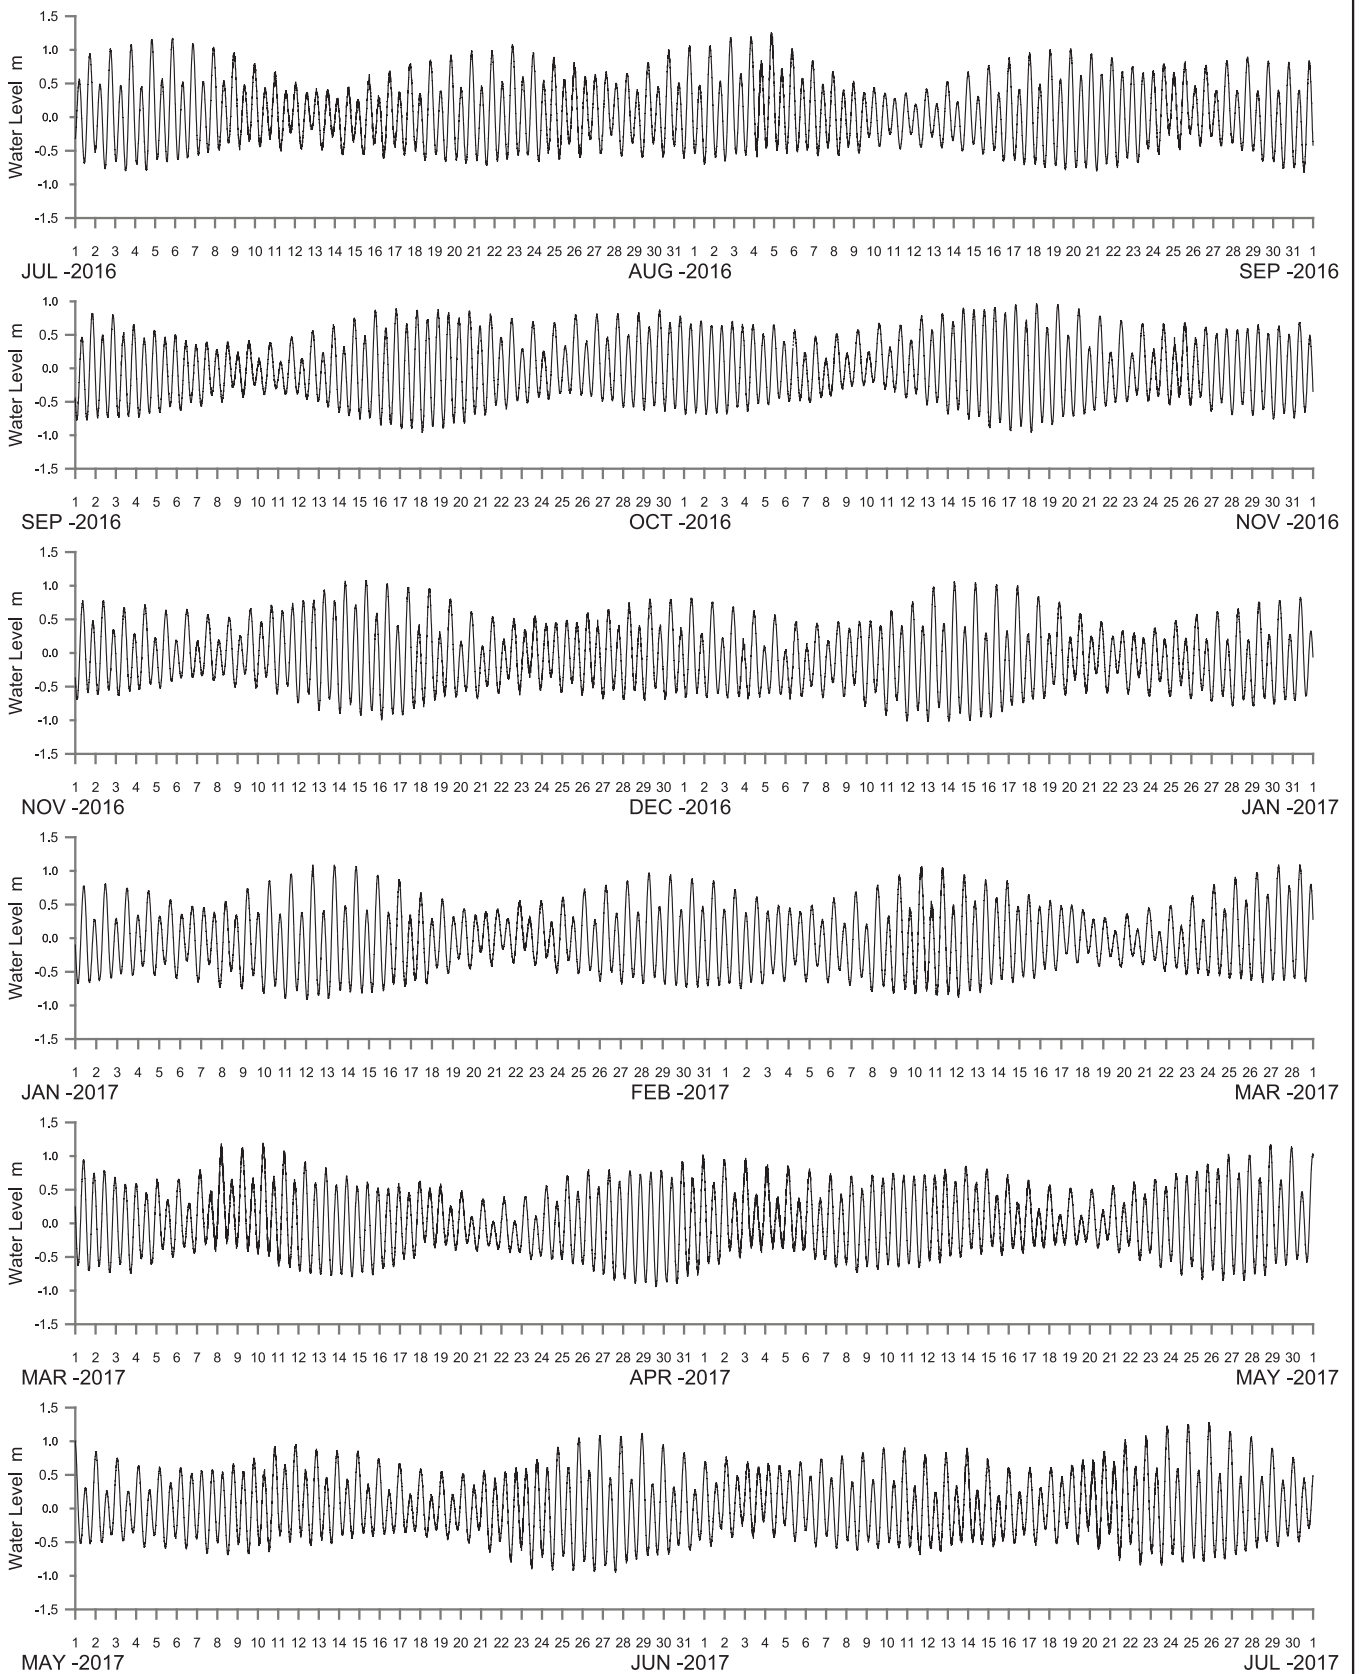 Water Level m
1.5
1.0
0.5
0.0
-0.5
-1.0
-1.5
1 2 3 4 5 6 7 8 9 10 11 12 13 14 15 16 17 18 19 20 21 22 23 24 25 26 27 28 29 30 31 1 2 3 4 5 6 7 8 9 10 11 12 13 14 15 16 17 18 19 20 21 22 23 24 25 26 27 28 29 30 31 1
JUL -2016 AUG -2016 SEP -2016
Water Level m
1.0
0.5
0.0
-0.5
-1.0
-1.5
1 2 3 4 5 6 7 8 9 10 11 12 13 14 15 16 17 18 19 20 21 22 23 24 25 26 27 28 29 30 1 2 3 4 5 6 7 8 9 10 11 12 13 14 15 16 17 18 19 20 21 22 23 24 25 26 27 28 29 30 31 1
SEP -2016 OCT -2016 NOV -2016
Water Level m
1.5
1.0
0.5
0.0
-0.5
-1.0
-1.5
1 2 3 4 5 6 7 8 9 10 11 12 13 14 15 16 17 18 19 20 21 22 23 24 25 26 27 28 29 30 1 2 3 4 5 6 7 8 9 10 11 12 13 14 15 16 17 18 19 20 21 22 23 24 25 26 27 28 29 30 31 1
NOV -2016 DEC -2016 JAN -2017
Water Level m
1.5
1.0
0.5
0.0
-0.5
-1.0
-1.5
1 2 3 4 5 6 7 8 9 10 11 12 13 14 15 16 17 18 19 20 21 22 23 24 25 26 27 28 29 30 31 1 2 3 4 5 6 7 8 9 10 11 12 13 14 15 16 17 18 19 20 21 22 23 24 25 26 27 28 1
JAN -2017 FEB -2017 MAR -2017
Water Level m
1.5
1.0
0.5
0.0
-0.5
-1.0
-1.5
1 2 3 4 5 6 7 8 9 10 11 12 13 14 15 16 17 18 19 20 21 22 23 24 25 26 27 28 29 30 31 1 2 3 4 5 6 7 8 9 10 11 12 13 14 15 16 17 18 19 20 21 22 23 24 25 26 27 28 29 30 1
MAR -2017 APR -2017 MAY -2017
Water Level m
1.5
1.0
0.5
0.0
-0.5
-1.0
-1.5
1 2 3 4 5 6 7 8 9 10 11 12 13 14 15 16 17 18 19 20 21 22 23 24 25 26 27 28 29 30 31 1 2 3 4 5 6 7 8 9 10 11 12 13 14 15 16 17 18 19 20 21 22 23 24 25 26 27 28 29 30 1
MAY -2017 JUN -2017 JUL -2017